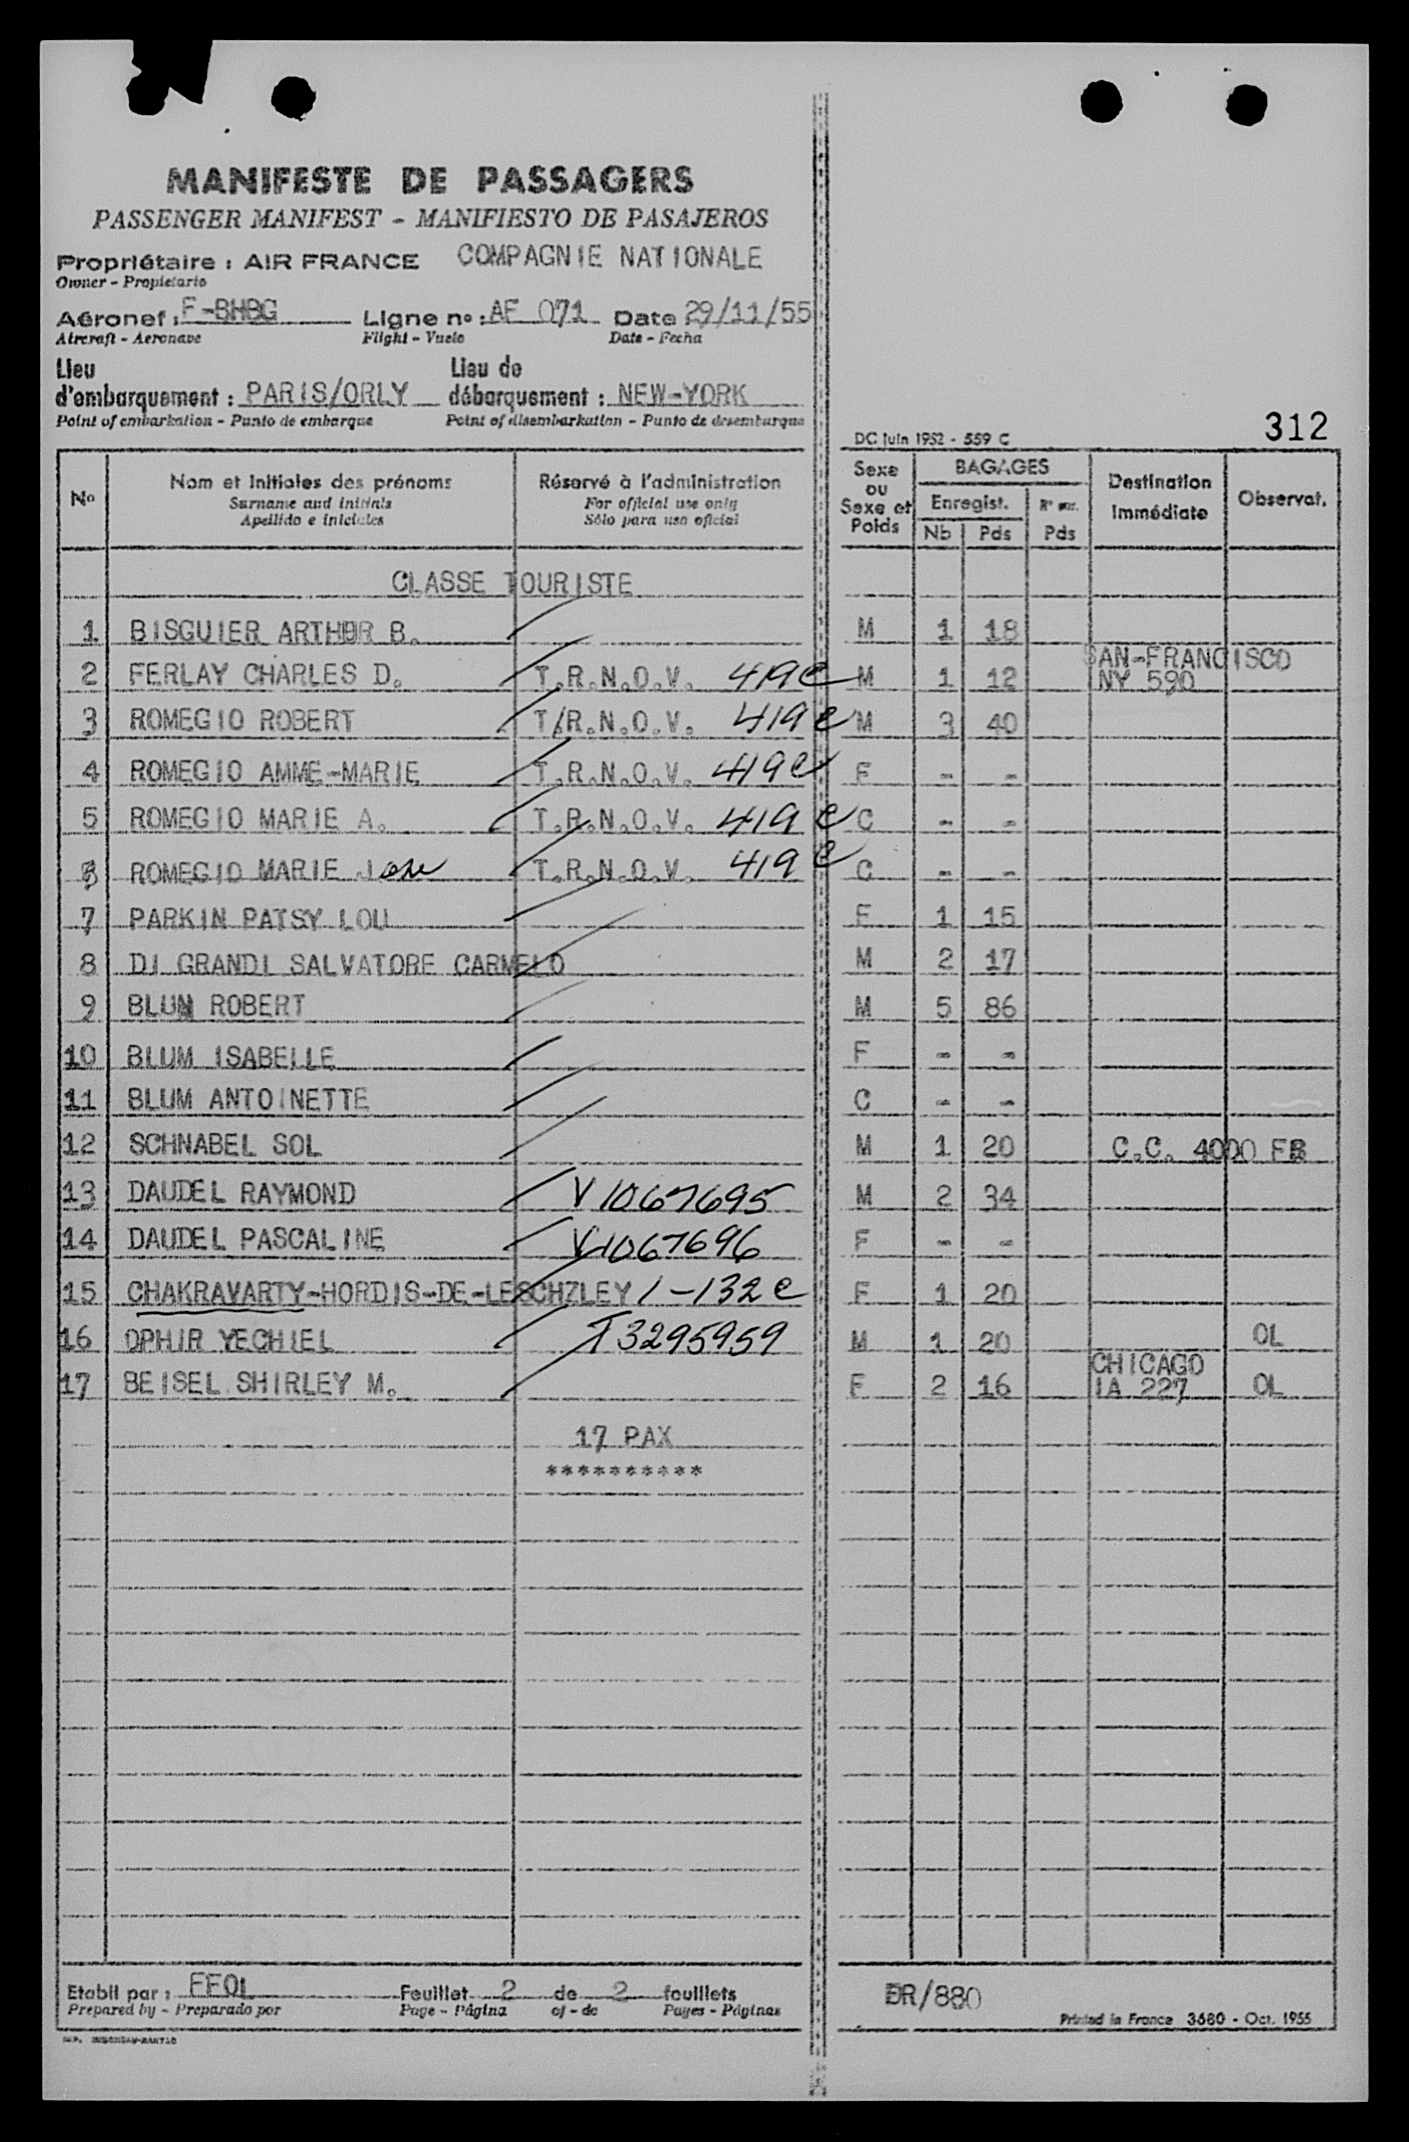 MANIFESTE DE PASSAGERS
PASSENGER MANIFEST - MANIFIESTO DE PASAJEROS
Propriétaire : AIR FRANCE COMPAGNIE NATIONALE
Owner - Propietario
Aéronef : F-BHBG Ligne n° : AF 071 Date 29/11/55
Aircraft - Aeronave Flight - Vuelo Date - Fecha
Lieu d'embarquement : PARIS/ORLY Lieu de débarquement : NEW-YORK
Point of embarkation - Punto de embarque Point of disembarkation - Punto de desembarque
312
DC Juin 1952 - 559 C
N° Nom et Initiales des prénoms Réservé à l'administration Sexe ou Sexe et Poids BAGAGES Destination Immédiate Observat.
Surname and initials For official use only Enregist.
Apellido e iniciales Sólo para uso oficial Nb Pds Pds
CLASSE TOURISTE
1 BISGUIER ARTHUR B. M 1 18
2 FERLAY CHARLES D. T.R.N.O.V. 419 C M 1 12 SAN-FRANCISCO NY 590
3 ROMEGIO ROBERT T/R.N.O.V. 419 C M 3 40
4 ROMEGIO AMME-MARIE T.R.N.O.V. 419 C F - -
5 ROMEGIO MARIE A. T.R.N.O.V. 419 C C - -
6 ROMEGIO MARIE Jose T.R.N.O.V. 419 C C - -
7 PARKIN PATSY LOU F 1 15
8 DI GRANDI SALVATORE CARMELO M 2 17
9 BLUM ROBERT M 5 86
10 BLUM ISABELLE F - -
11 BLUM ANTOINETTE C - -
12 SCHNABEL SOL M 1 20 C.C. 4000 FB
13 DAUDEL RAYMOND V 1067695 M 2 34
14 DAUDEL PASCALINE V1067696 F - -
15 CHAKRAVARTY-HORDIS-DE-LESCHZLEY 1-132 C F 1 20
16 OPHIR YECHIEL T3295959 M 1 20 OL
17 BEISEL SHIRLEY M. F 2 16 CHICAGO IA 227 OL
17 PAX
**********
Etabli par : FFOL Feuillet 2 de 2 feuillets DR/880
Prepared by - Preparado por Page - Página of - de Pages - Páginas
Printed in France 3680 - Oct. 1955